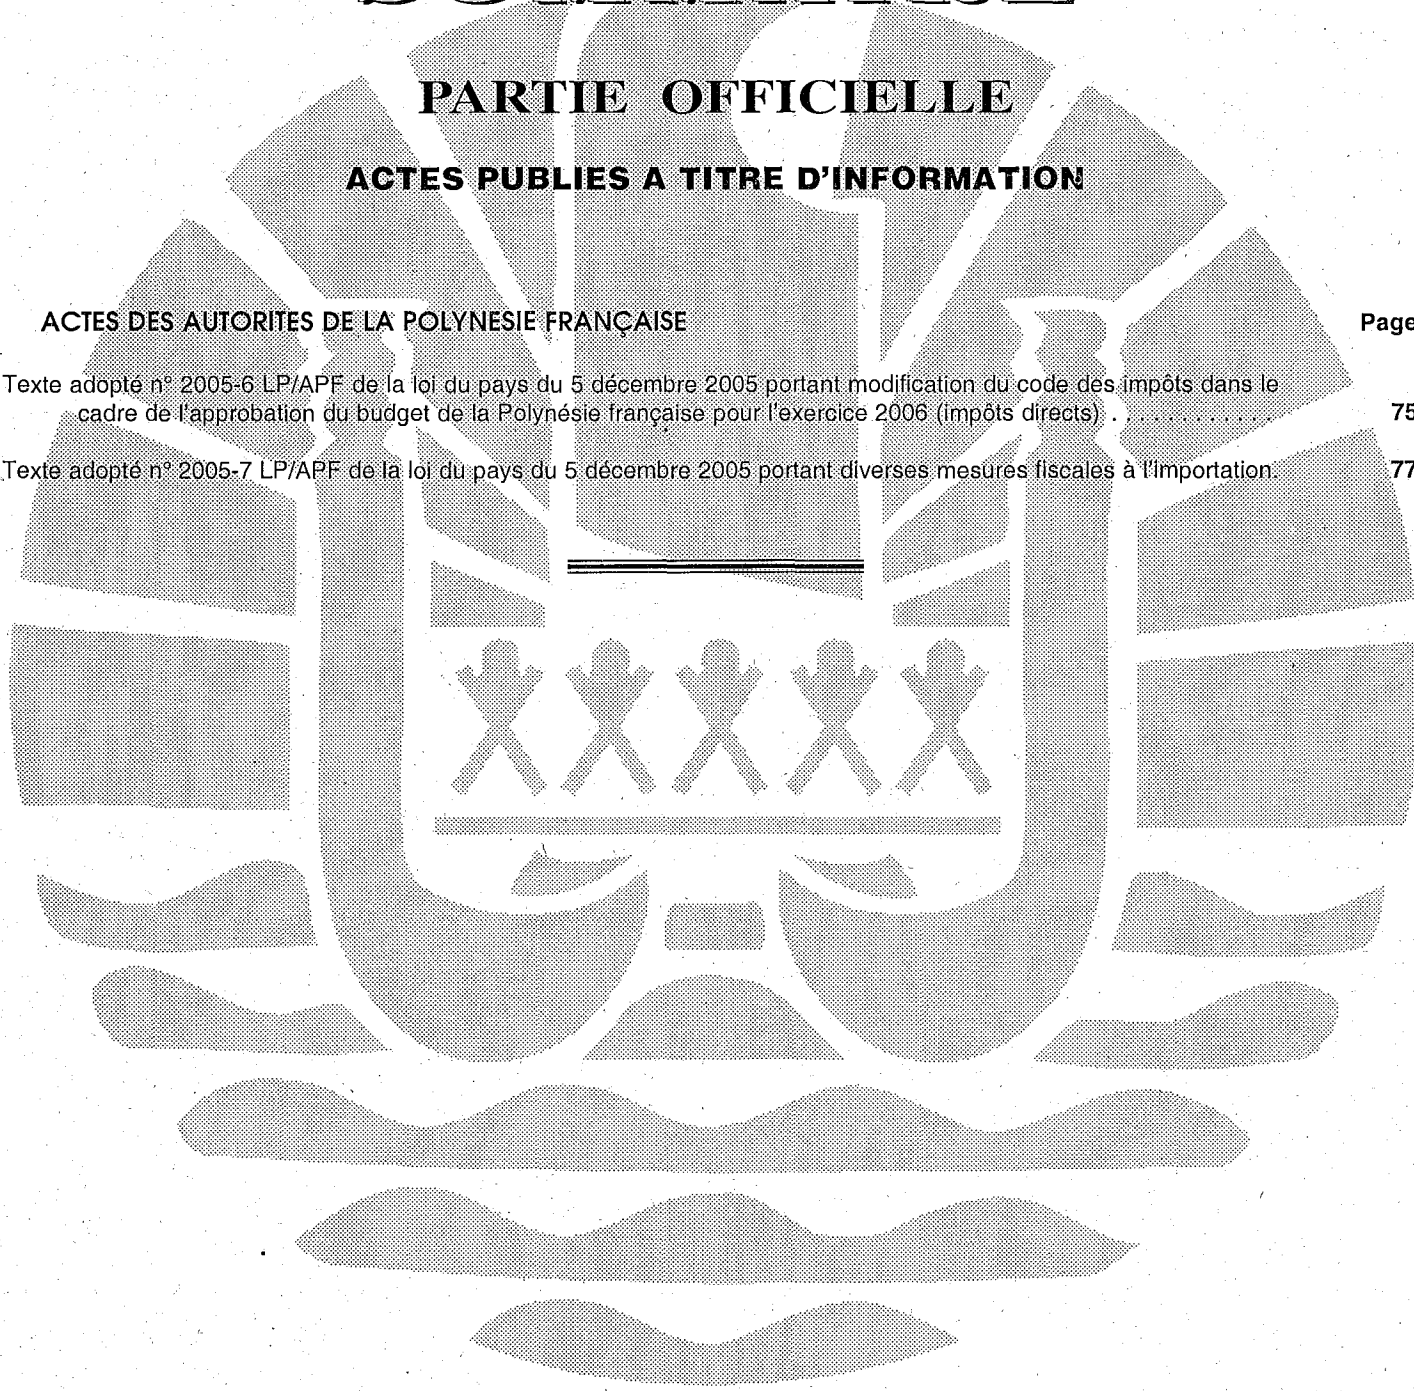 PARTIE OFFICIELLE
ACTES PUBLIES A TITRE D'INFORMATION
ACTES DES AUTORITES DE LA POLYNESIE FRANÇAISE Page
Texte adopté n° 2005-6 LP/APF de la loi du pays du 5 décembre 2005 portant modification du code des impôts dans le
cadre de l'approbation du budget de la Polynésie française pour l'exercice 2006 (impôts directs) . . . . . . . . . . . . 75
Texte adopté n° 2005-7 LP/APF de la loi du pays du 5 décembre 2005 portant diverses mesures fiscales à l'importation. 77